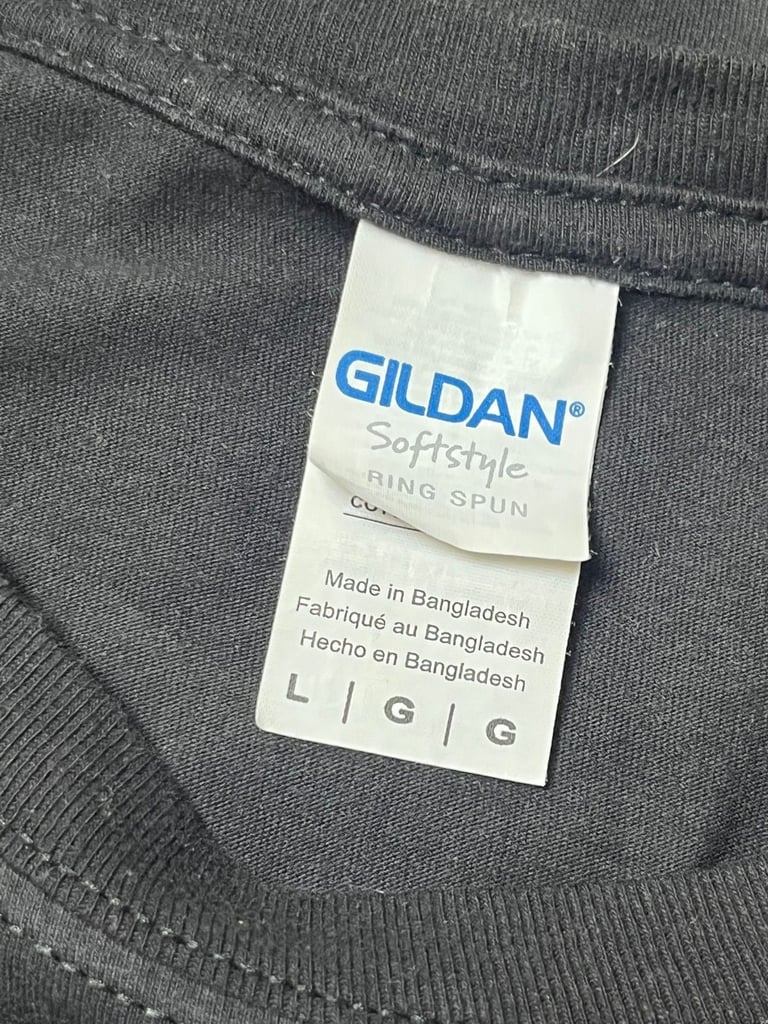 GILDAN®
Softstyle
RING SPUN
Made in Bangladesh
Fabriqué au Bangladesh
Hecho en Bangladesh
L | G | G